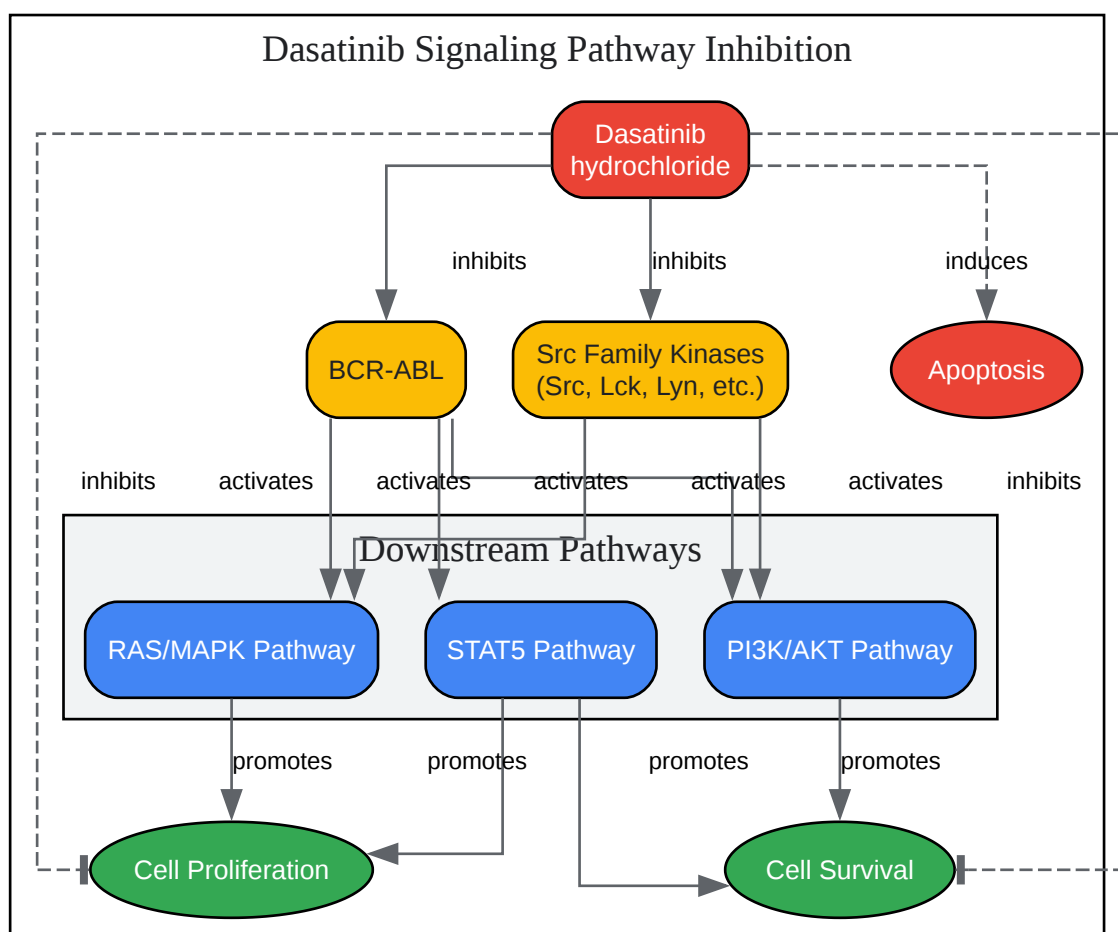 Dasatinib Signaling Pathway Inhibition
Dasatinib
hydrochloride
inhibits
inhibits
induces
BCR-ABL
Src Family Kinases
(Src, Lck, Lyn, etc.)
Apoptosis
inhibits
activates
activates
activates
activates
activates
inhibits
Downstream Pathways
RAS/MAPK Pathway
STAT5 Pathway
PI3K/AKT Pathway
promotes
promotes
promotes
promotes
Cell Proliferation
Cell Survival